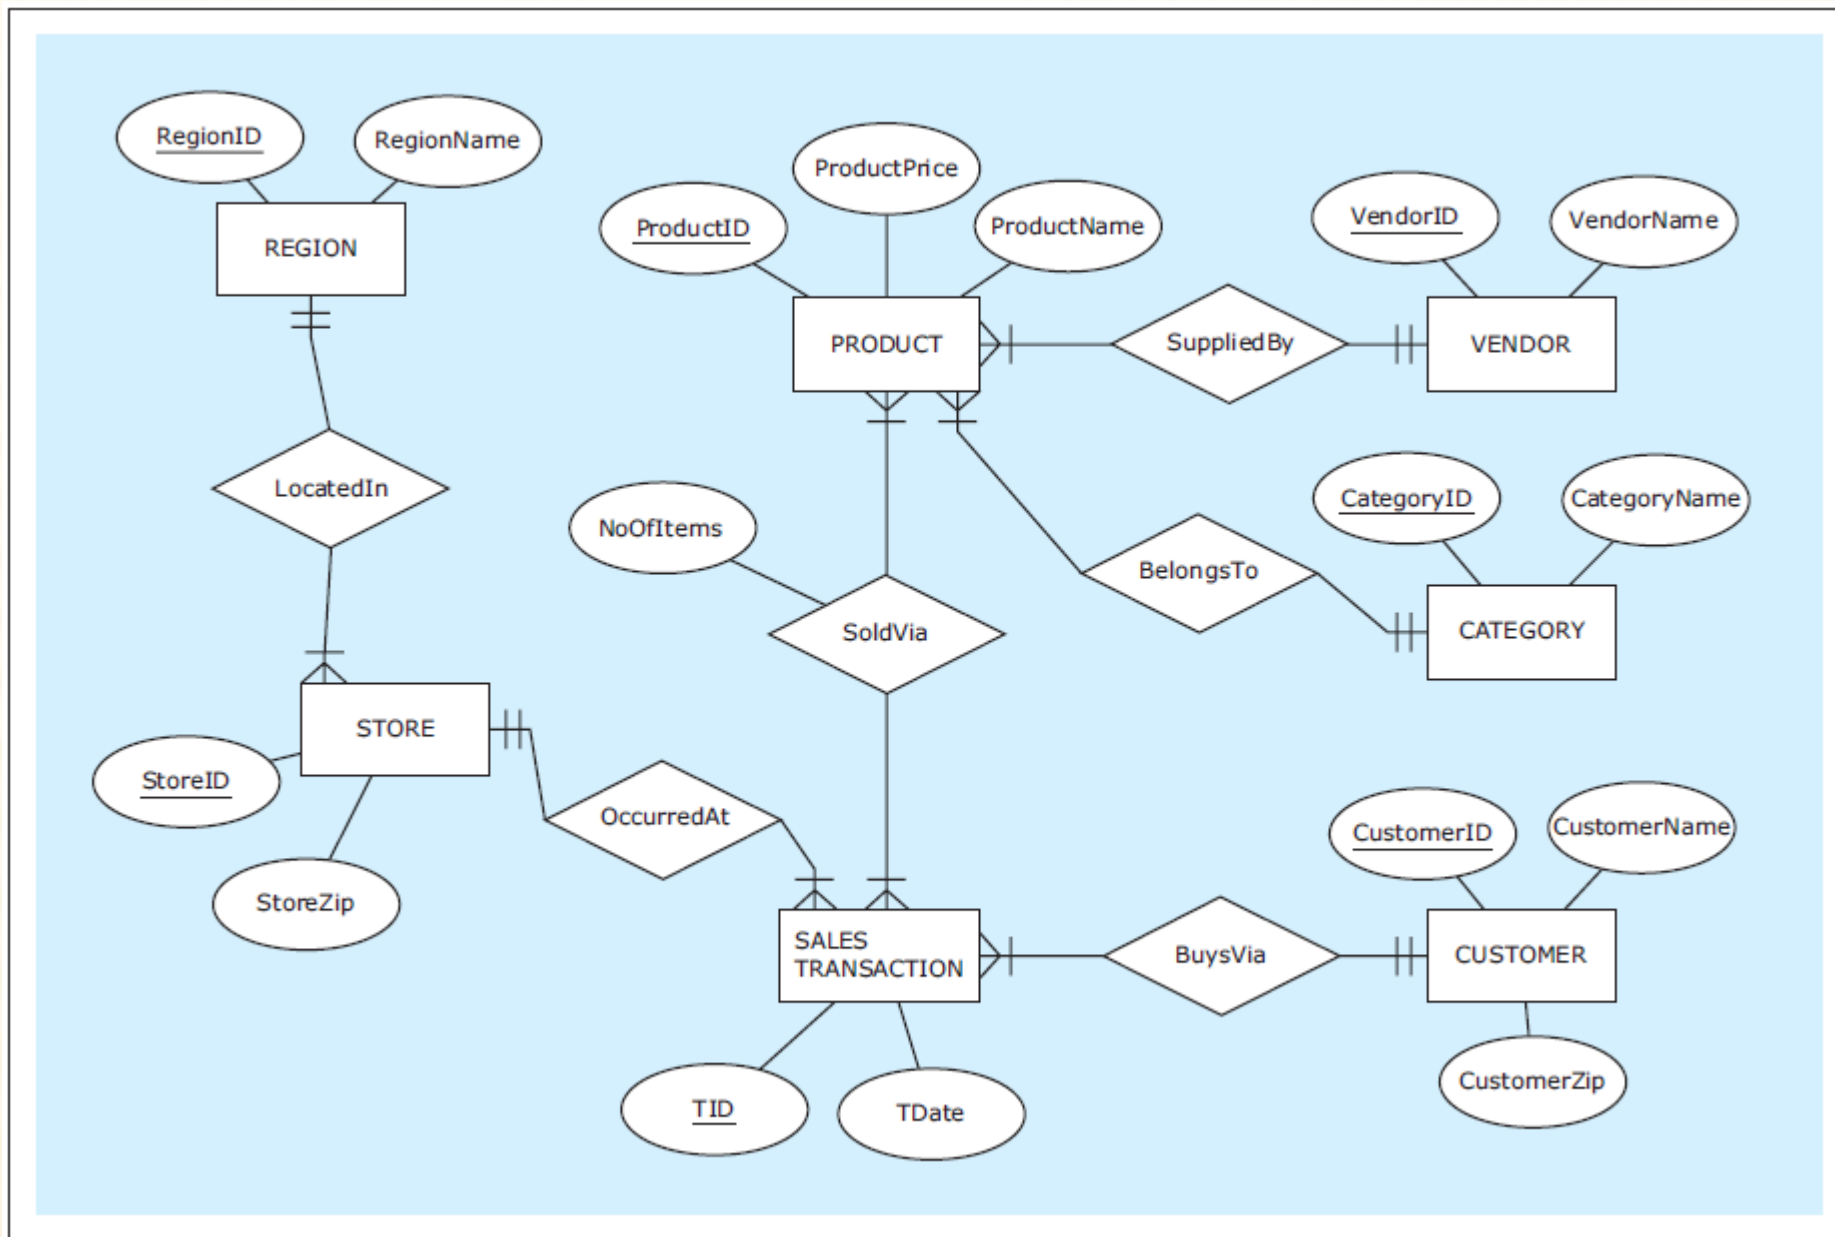 RegionID
RegionName
REGION
ProductPrice
ProductID
ProductName
PRODUCT
SuppliedBy
VendorID
VendorName
VENDOR
LocatedIn
NoOfItems
SoldVia
BelongsTo
CategoryID
CategoryName
CATEGORY
STORE
StoreID
StoreZip
OccurredAt
SALES
TRANSACTION
TID
TDate
BuysVia
CustomerID
CustomerName
CUSTOMER
CustomerZip